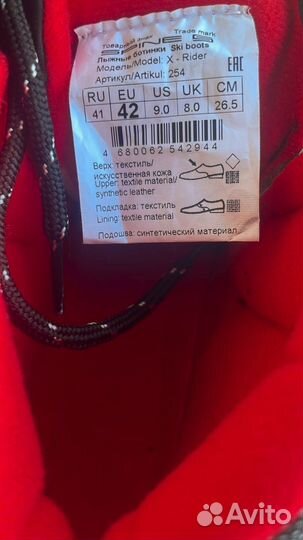 товарный знак Trade mark
SPINE
Лыжные ботинки Ski boots
Модель/Model: X - Rider
Артикул/Artikul: 254
EAC
RU EU US UK CM
41 42 9.0 8.0 26.5
4 680062 542944
Верх: текстиль/
искусственная кожа
Upper: textile material/
synthetic leather
Подкладка: текстиль
Lining: textile material
Подошва: синтетический материал
Avito